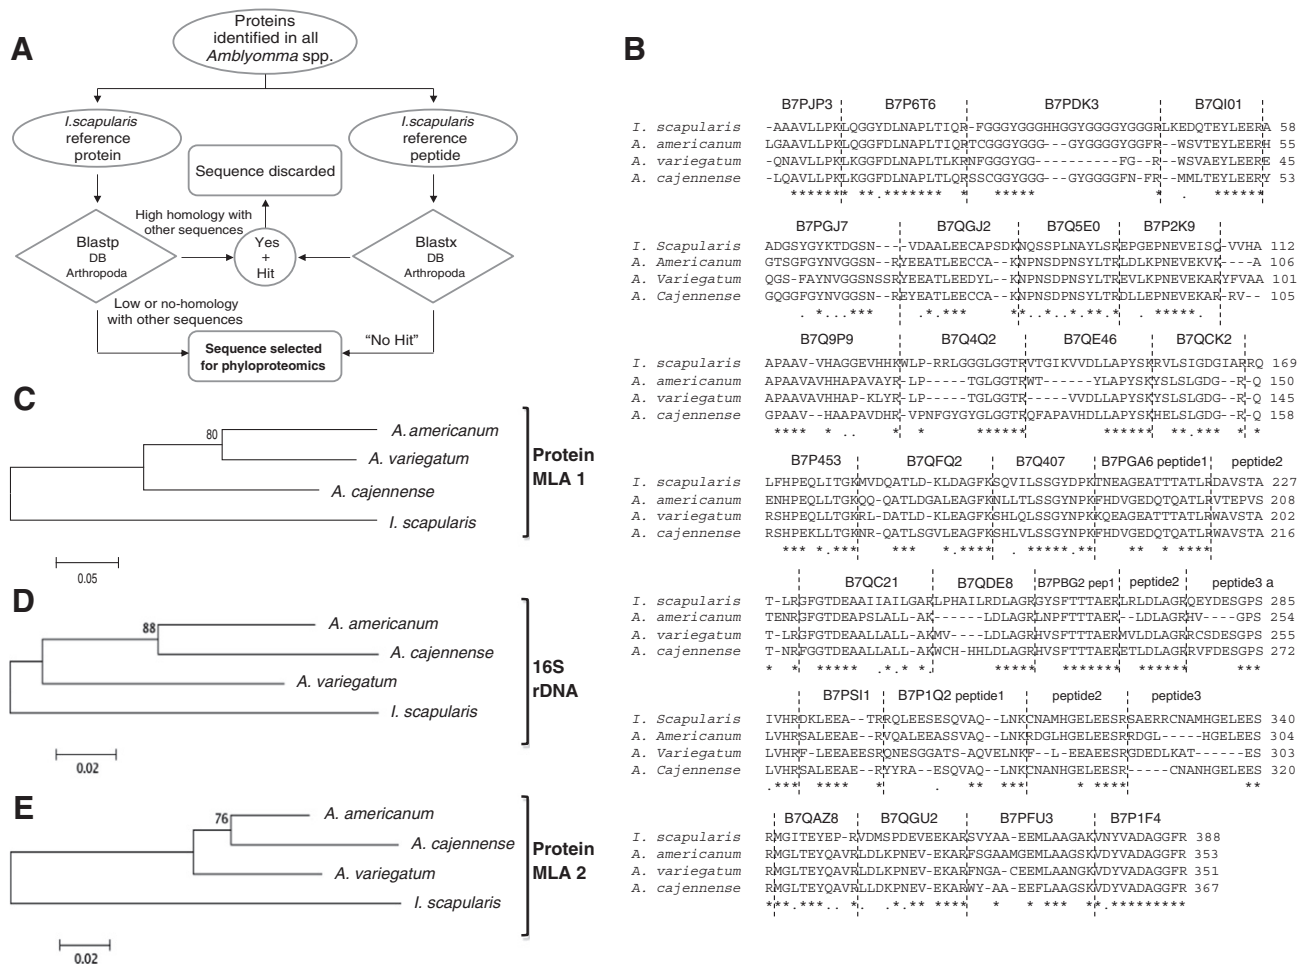 A
Proteins
identified in all
Amblyomma spp.
I.scapularis
reference
protein
I.scapularis
reference
peptide
Sequence discarded
High homology with
other sequences
Blastp
DB
Arthropoda
Yes
+
Hit
Blastx
DB
Arthropoda
Low or no-homology
with other sequences
"No Hit"
Sequence selected
for phyloproteomics
B
B7PJP3 B7P6T6 B7PDK3 B7QI01
I. scapularis -AAAVLLPKLQGGYDLNAPLTIQR-FGGGYGGGHHGGYGGGGYGGGRLKEDQTEYLEERA 58
A. americanum LGAAVLLPKLQGGFDLNAPLTIQRTCGGGYGGG---GYGGGGYGGFR--WSVTEYLEERH 55
A. variegatum -QNAVLLPKLKGGFDLNAPLTLKRNFGGGYGG----------FG--R--WSVAEYLEERE 45
A. cajennense -LQAVLLPKLKGGFDLNAPLTLQRSSCGGYGGG---GYGGGGFN-FR--MMLTEYLEERY 53
B7PGJ7 B7QGJ2 B7Q5E0 B7P2K9
I. Scapularis ADGSYGYKTDGSN---VDAALEECAPSDKNQSSPLNAYLSREPGEPNEVEISQ-VVHA 112
A. Americanum GTSGFGYNVGGSN--RYEEATLEECCA--KNPNSDPNSYLTRLDLKPNEVEKVK----A 106
A. Variegatum QGS-FAYNVGGSNSSRYEEATLEEDYL--KNPNSDPNSYLTREVLKPNEVEKARYFVAA 101
A. Cajennense GQGGFGYNVGGSN--REYEATLEECCA--KNPNSDPNSYLTRDLLEPNEVEKAR--RV-- 105
B7Q9P9 B7Q4Q2 B7QE46 B7QCK2
I. scapularis APAAV-VHAGGEVHHKWLP-RRLGGGLGGTRVTGIKVVDLLAPYSKRVLSIGDGIARRQ 169
A. americanum APAAVAVHHAPAVAYR-LP-----TGLGGTRWT------YLAPYSKYSLSLGDG--R-Q 150
A. variegatum APAAVAVHHAP-KLYR-LP-----TGLGGTR-----VVDLLAPYSKYSLSLGDG--R-Q 145
A. cajennense GPAAV--HAAPAVDHR-VPNFGYGYGLGGTRQFAPAVHDLLAPYSKHELSLGDG--R-Q 158
B7P453 B7QFQ2 B7Q407 B7PGA6 peptide1 peptide2
I. scapularis LFHPEQLITGKMVDQATLD-KLDAGFKSQVILSSGYDPKTNEAGEATTTATLRDAVSTA 227
A. americanum ENHPEQLLTGKQQ-QATLDGALEAGFKNLLTLSSGYNPKFHDVGEDQTQATLRVTEPVS 208
A. variegatum RSHPEQLLTGKRL-DATLD-KLEAGFKSHLQLSSGYNPKKQEAGEATTTATLRWAVSTA 202
A. cajennense RSHPEKLLTGKNR-QATLSGVLEAGFKSHLVLSSGYNPKFHDVGEDQTQATLRWAVSTA 216
B7QC21 B7QDE8 B7PBG2 pep1 peptide2 peptide3 a
I. scapularis T-LRGFGTDEAAIIAILGARLPHAILRDLAGRGYSFTTTAERLRLDLAGRQEYDESGPS 285
A. americanum TENRGFGTDEAPSLALL-AK------LDLAGRLNPFTTTAER--LDLAGRHV---GPS 254
A. variegatum T-LRGFGTDEAALLALL-AKMV-----LDLAGRHVSFTTTAERMVLDLAGRRCSDESGPS 255
A. cajennense T-NRFGGTDEAALLALL-AKWCH-HHLDLAGRHVSFTTTAERETLDLAGRRVFDESGPS 272
B7PSI1 B7P1Q2 peptide1 peptide2 peptide3
I. Scapularis IVHRDKLEEA--TRRQLEESESQVAQ--LNKCNAMHGELEESRSAERRCNAMHGELEES 340
A. Americanum LVHRSALEEAE--RVQALEEASSVAQ--LNKRDGLHGELEESRRDGL-----HGELEES 304
A. Variegatum LVHRF-LEEAEESRQNESGGATS-AQVELNKF--L-EEAEESRGDEDLKAT------ES 303
A. Cajennense LVHRSALEEAE--RYYRA--ESQVAQ--LNKCNANHGELEESR-----CNANHGELEES 320
B7QAZ8 B7QGU2 B7PFU3 B7P1F4
I. scapularis RMGITEYEP-RVDMSPDEVEEKARSVYAA-EEMLAAGAKVNYVADAGGFR 388
A. americanum RMGLTEYQAVRLDLKPNEV-EKARFSGAAMGEMLAAGSKVDYVADAGGFR 353
A. variegatum RMGLTEYQAVRLDLKPNEV-EKARFNGA-CEEMLAANGKVDYVADAGGFR 351
A. cajennense RMGLTEYQAVRLLDKPNEV-EKARWY-AA-EEFLAAGSKVDYVADAGGFR 367
C
80
A. americanum
A. variegatum
A. cajennense
I. scapularis
Protein
MLA 1
0.05
D
88
A. americanum
A. cajennense
A. variegatum
I. scapularis
16S
rDNA
0.02
E
76
A. americanum
A. cajennense
A. variegatum
I. scapularis
Protein
MLA 2
0.02